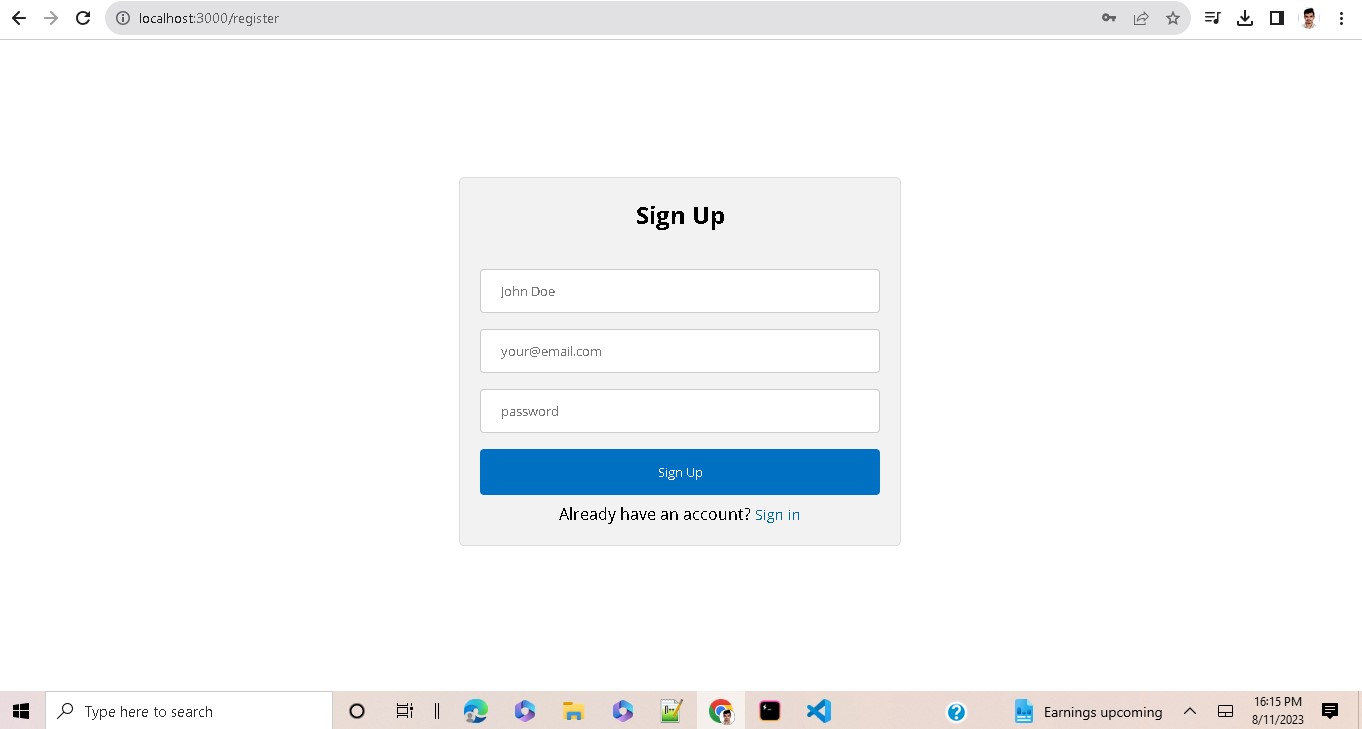 localhost:3000/register
Sign Up
John Doe
your@email.com
password
Sign Up
Already have an account? Sign in
Type here to search
Earnings upcoming
16:15 PM
8/11/2023